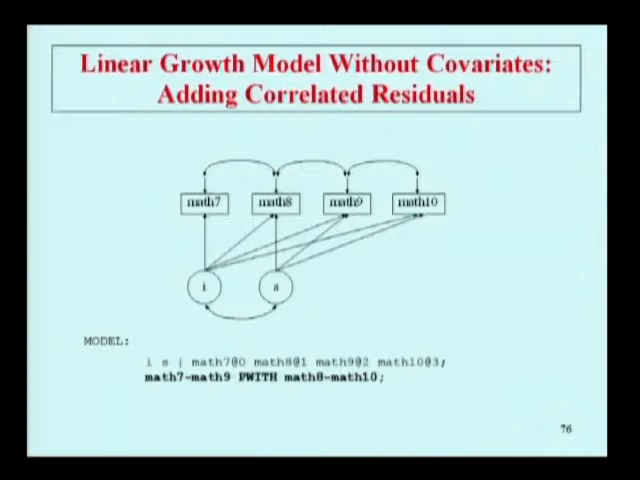 Linear Growth Model Without Covariates:
Adding Correlated Residuals
math7 math8 math9 math10
i s
MODEL:
i s | math7@0 math8@1 math9@2 math10@3;
math7-math9 PWITH math8-math10;
76